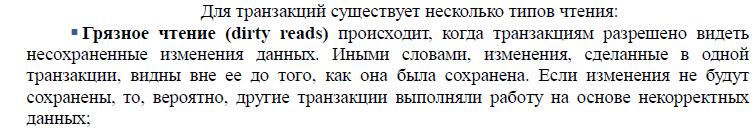 Для транзакций существует несколько типов чтения:
▪ Грязное чтение (dirty reads) происходит, когда транзакциям разрешено видеть
несохраненные изменения данных. Иными словами, изменения, сделанные в одной
транзакции, видны вне ее до того, как она была сохранена. Если изменения не будут
сохранены, то, вероятно, другие транзакции выполняли работу на основе некорректных
данных;